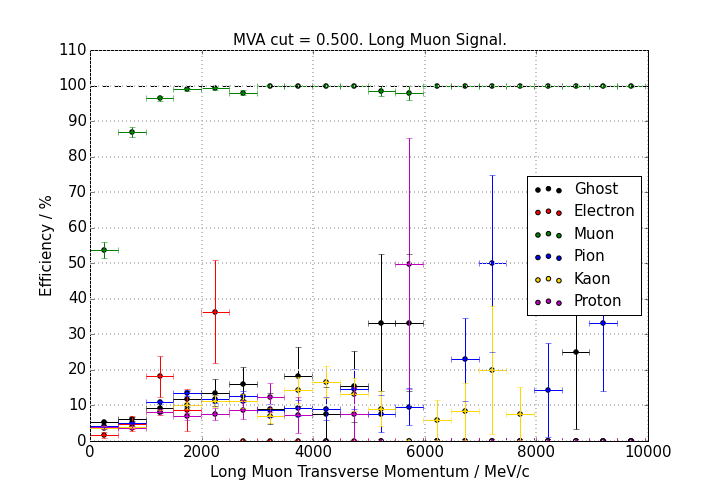 MVA cut = 0.500. Long Muon Signal.
110
100
90
80
70
60
50
40
30
20
10
0
Efficiency / %
Ghost
Electron
Muon
Pion
Kaon
Proton
0 2000 4000 6000 8000 10000
Long Muon Transverse Momentum / MeV/c